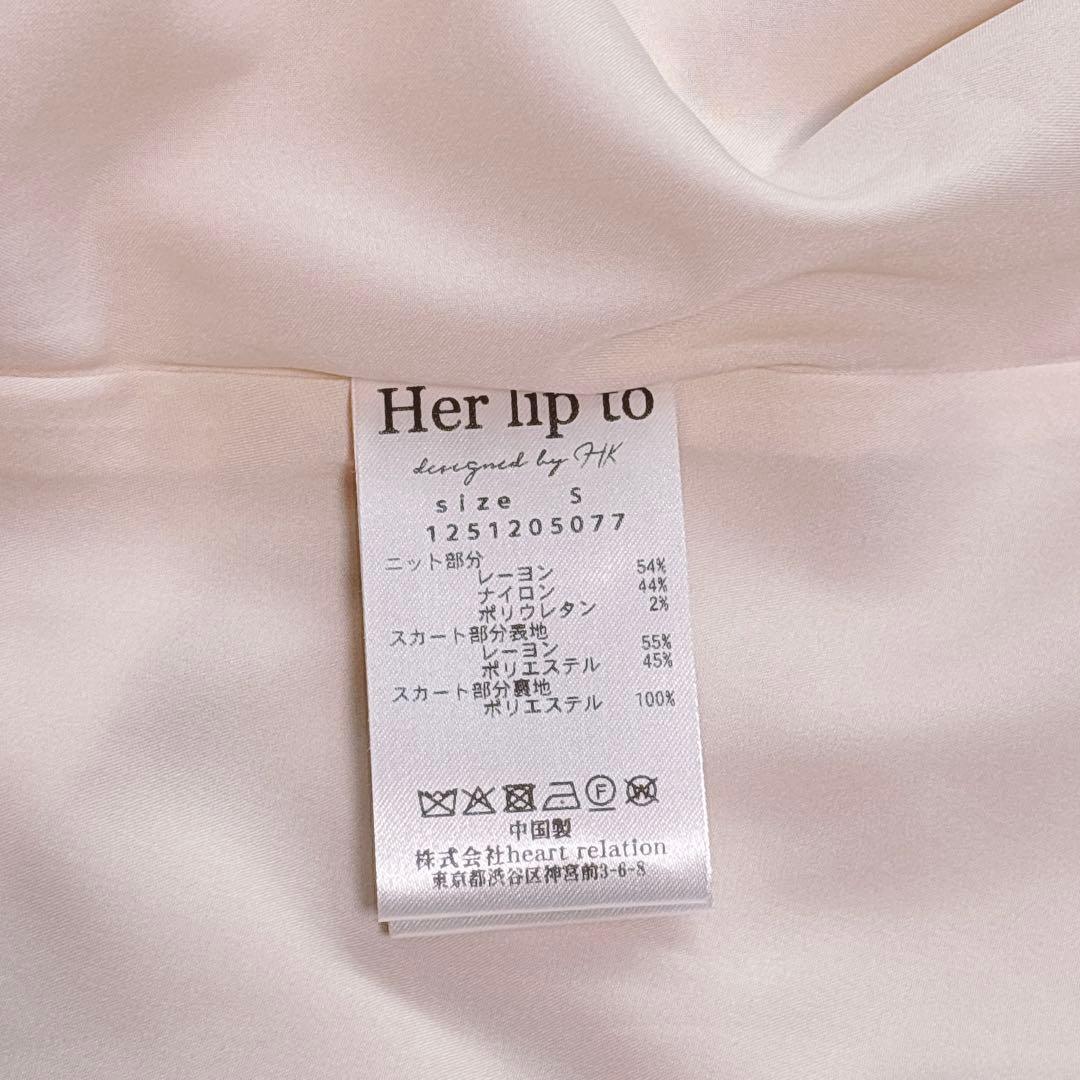 Her lip to
designed by HK
size S
1251205077
ニット部分
レーヨン 54%
ナイロン 44%
ポリウレタン 2%
スカート部分表地
レーヨン 55%
ポリエステル 45%
スカート部分裏地
ポリエステル 100%
F W
中国製
株式会社heart relation
東京都渋谷区神宮前3-6-8